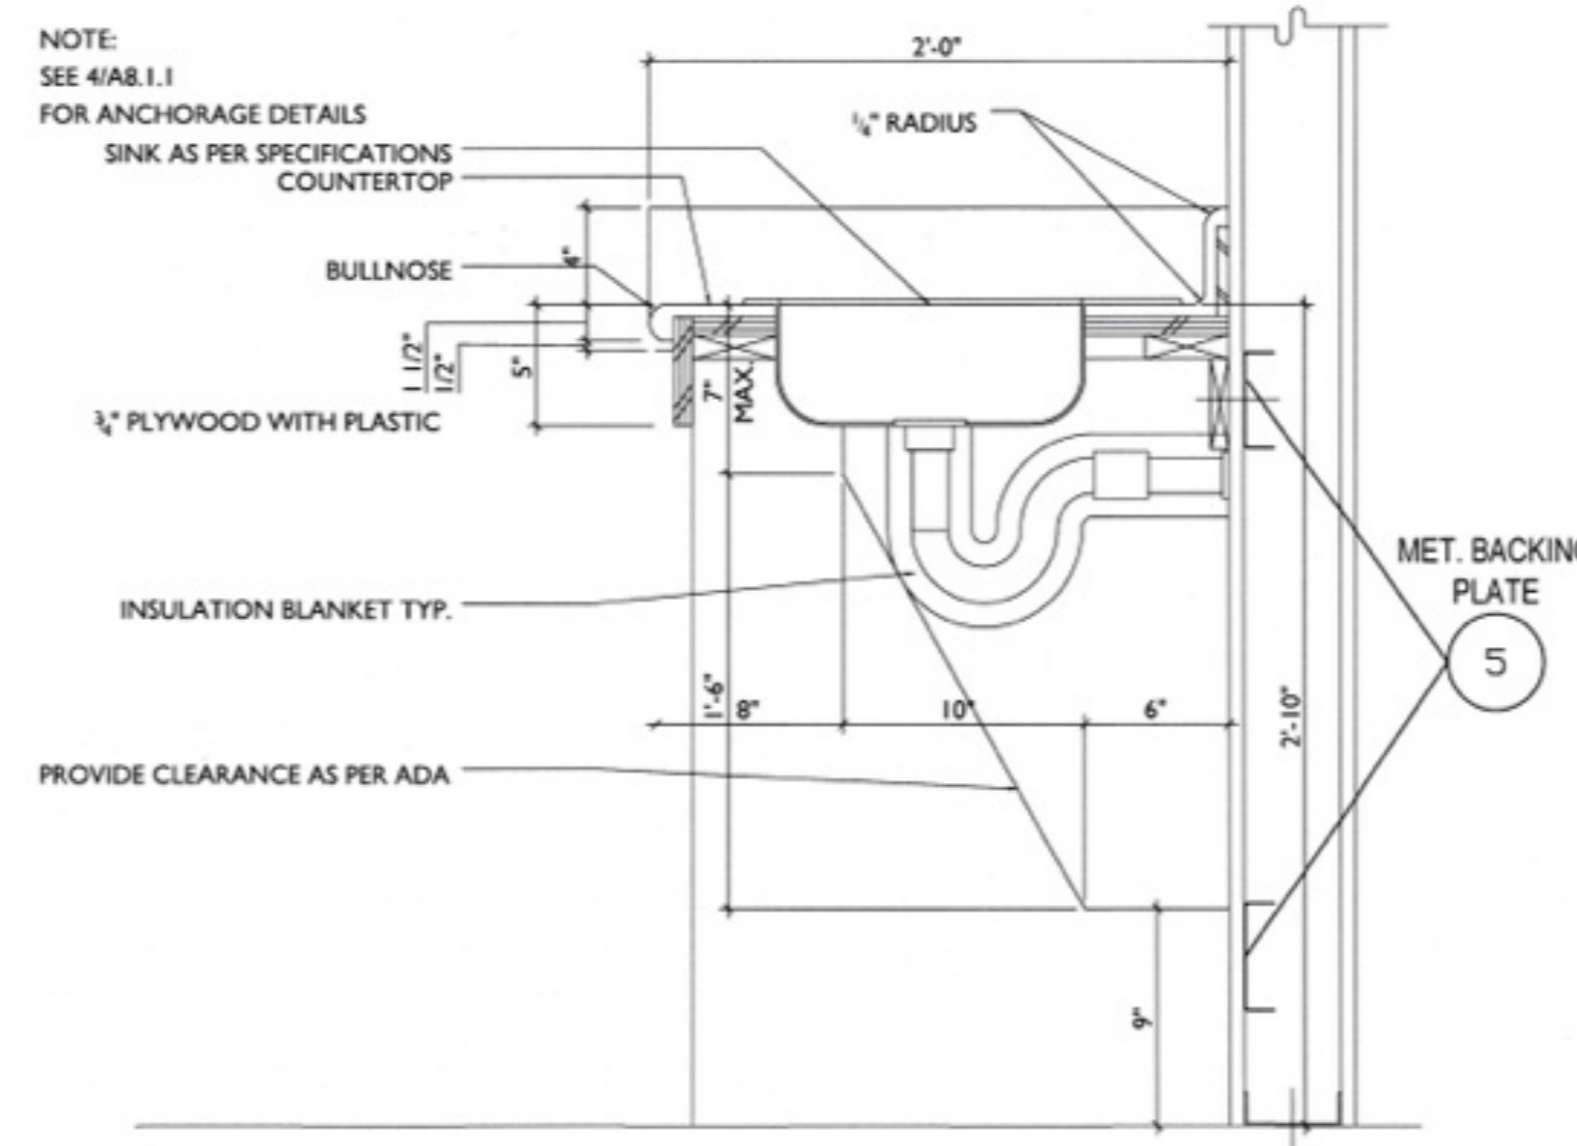 NOTE:
SEE 4/A8.1.1
FOR ANCHORAGE DETAILS
2'-0"
1/4" RADIUS
SINK AS PER SPECIFICATIONS
COUNTERTOP
4"
BULLNOSE
1 1/2"
1/2"
5"
7"
MAX.
3/4" PLYWOOD WITH PLASTIC
MET. BACKING
PLATE
5
INSULATION BLANKET TYP.
1'-6"
8"
10"
6"
2'-10"
PROVIDE CLEARANCE AS PER ADA
9"